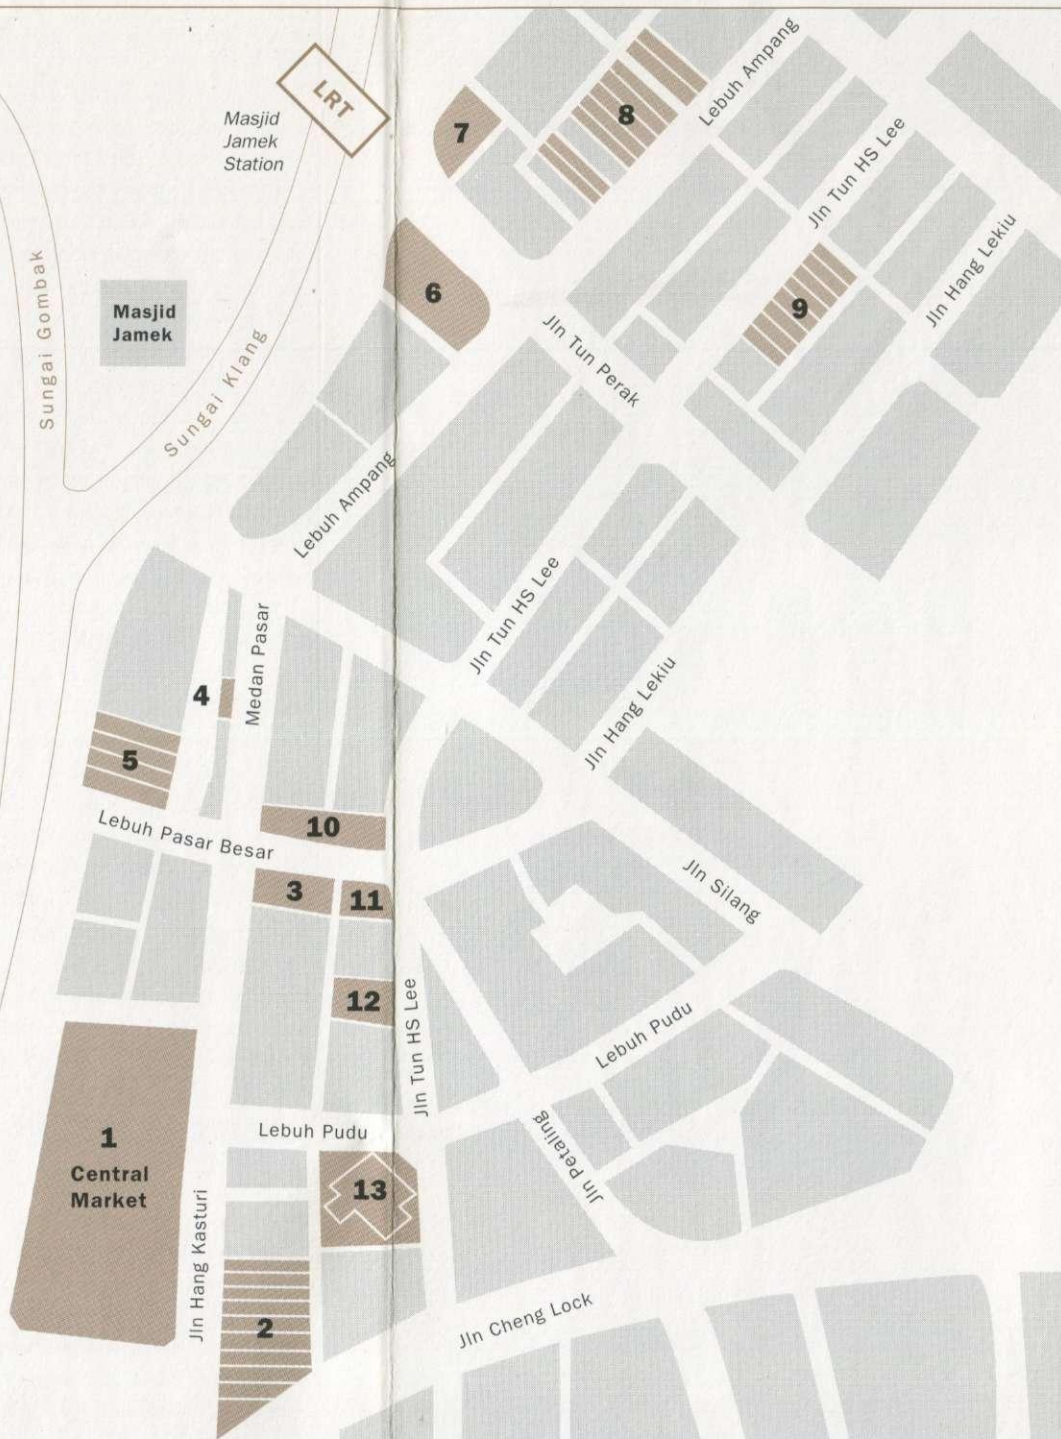 LRT
Masjid
Jamek
Station
7
8
Lebuh Ampang
Jln Tun HS Lee
Jln Hang Lekiu
Sungai Gombak
Masjid
Jamek
Sungai Klang
6
9
Jln Tun Perak
Lebuh Ampang
Jln Tun HS Lee
Jln Hang Lekiu
4
Medan Pasar
5
Lebuh Pasar Besar
10
3
11
Jln Silang
12
Jln Tun HS Lee
Lebuh Pudu
1
Central
Market
Lebuh Pudu
Jln Petaling
13
Jln Hang Kasturi
2
Jln Cheng Lock